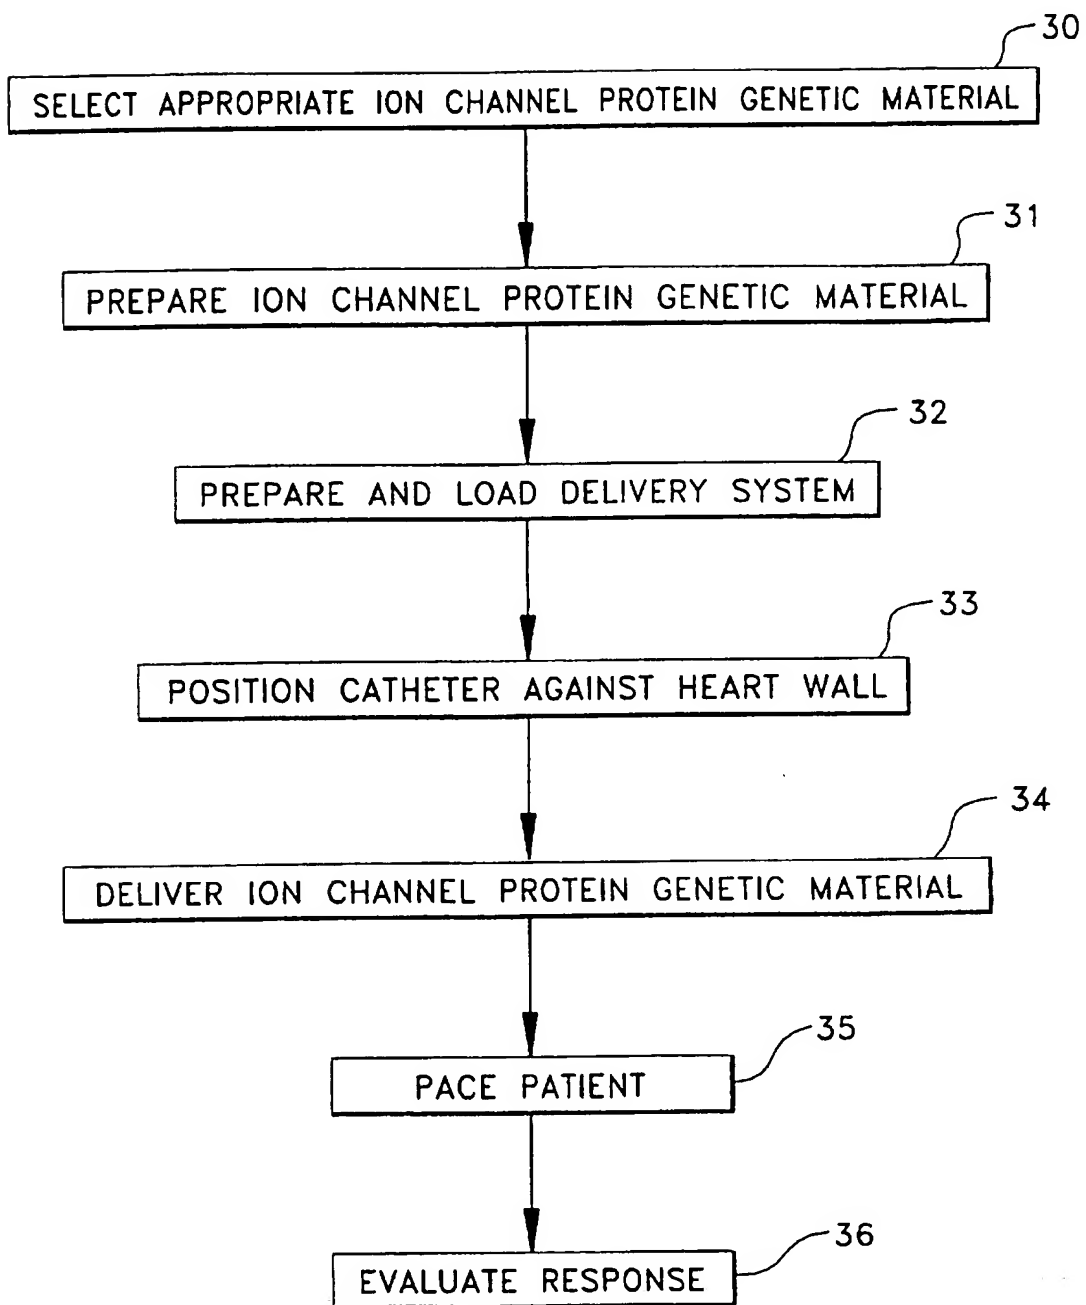 30
SELECT APPROPRIATE ION CHANNEL PROTEIN GENETIC MATERIAL
31
PREPARE ION CHANNEL PROTEIN GENETIC MATERIAL
32
PREPARE AND LOAD DELIVERY SYSTEM
33
POSITION CATHETER AGAINST HEART WALL
34
DELIVER ION CHANNEL PROTEIN GENETIC MATERIAL
35
PACE PATIENT
36
EVALUATE RESPONSE